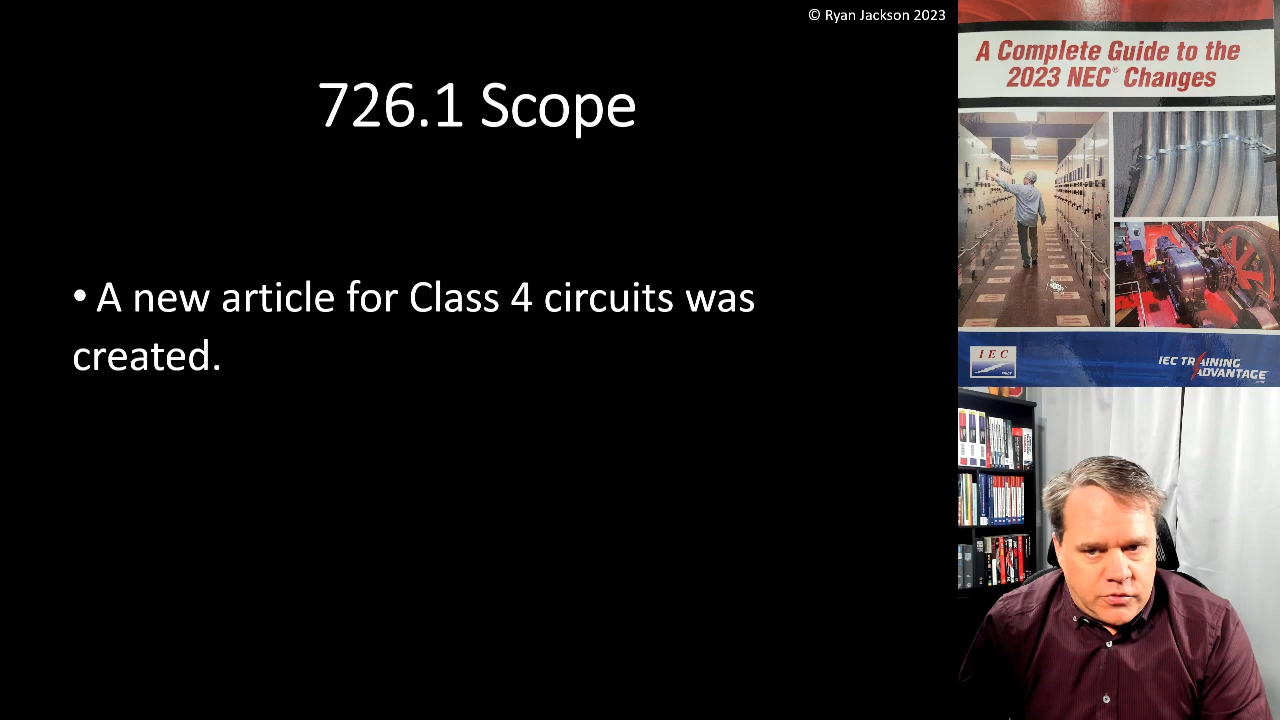 © Ryan Jackson 2023
726.1 Scope
• A new article for Class 4 circuits was
created.
A Complete Guide to the
2023 NEC® Changes
IEC
IEC TRAINING
ADVANTAGE